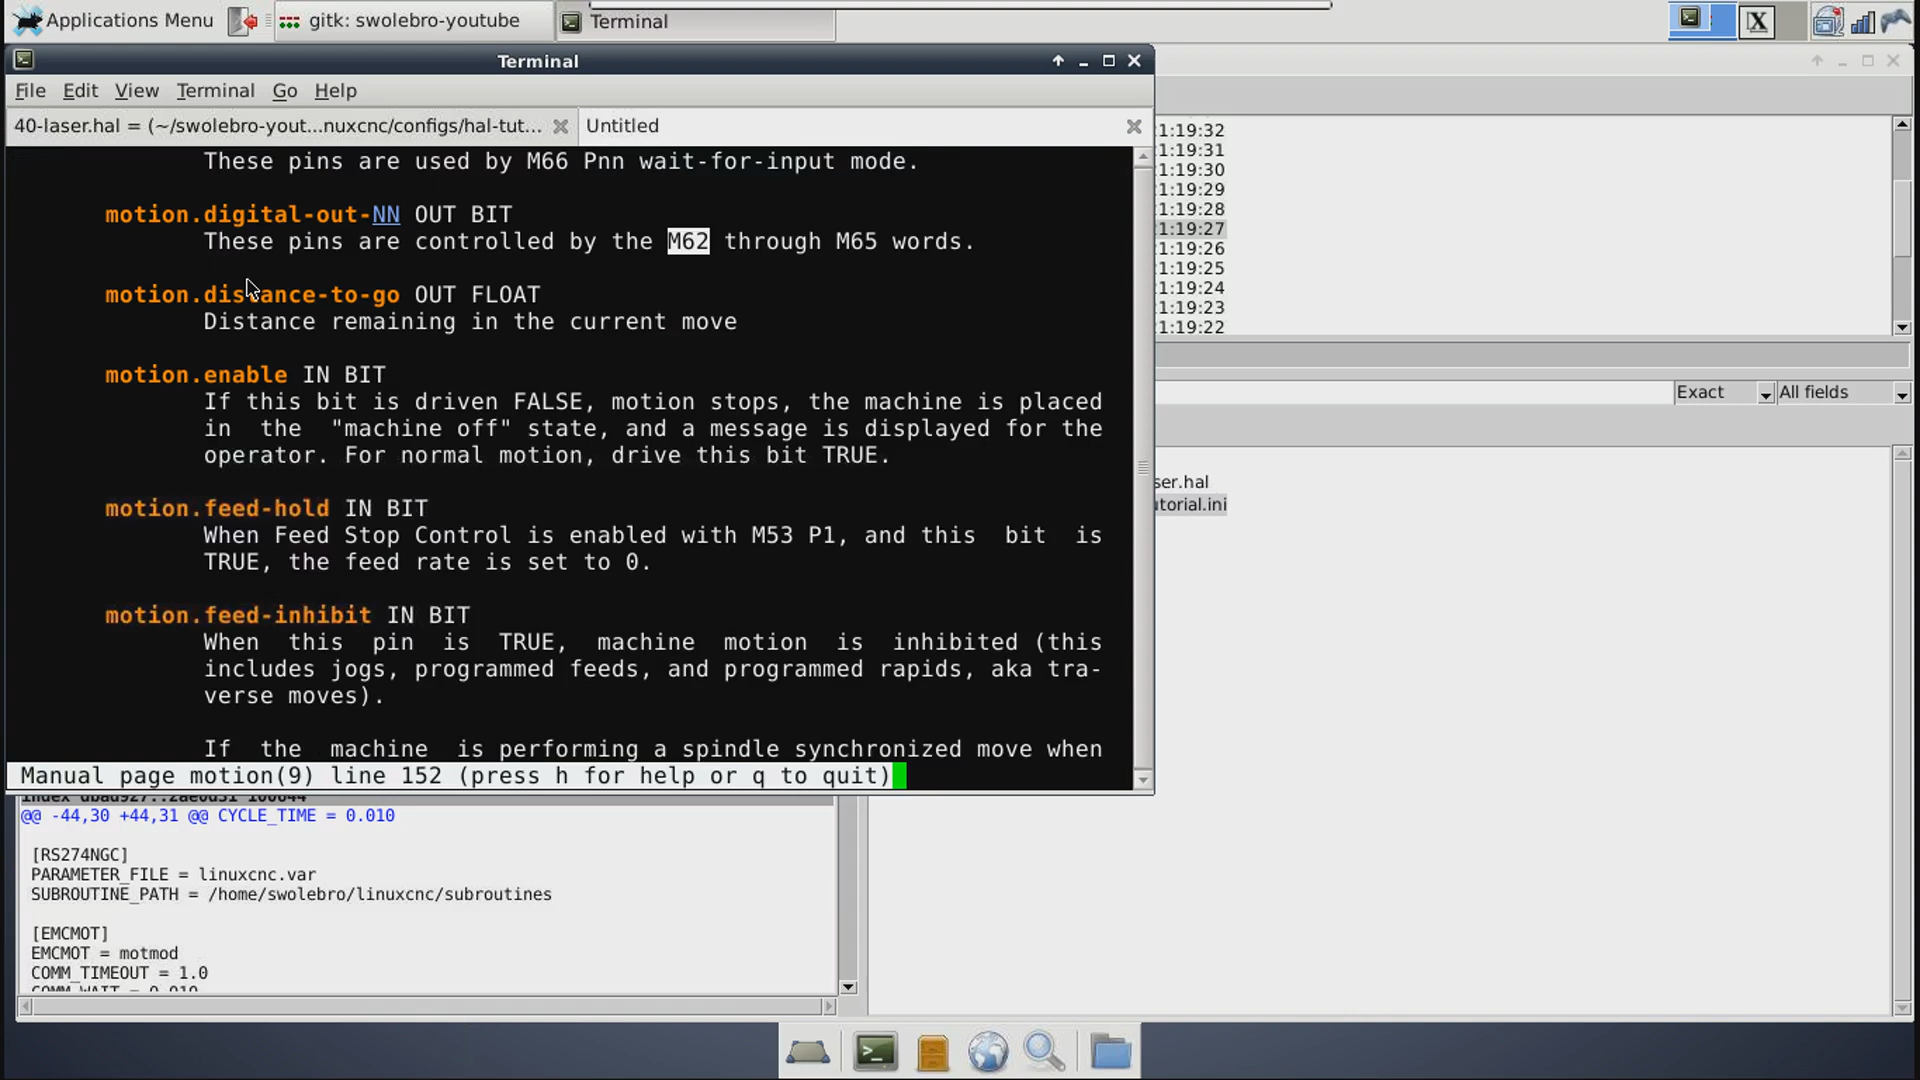 Applications Menu
gitk: swolebro-youtube
Terminal
Terminal
File Edit View Terminal Go Help
40-laser.hal = (~/swolebro-yout...nuxcnc/configs/hal-tut...
Untitled
These pins are used by M66 Pnn wait-for-input mode.
motion.digital-out-NN OUT BIT
These pins are controlled by the M62 through M65 words.
motion.distance-to-go OUT FLOAT
Distance remaining in the current move
motion.enable IN BIT
If this bit is driven FALSE, motion stops, the machine is placed
in the "machine off" state, and a message is displayed for the
operator. For normal motion, drive this bit TRUE.
motion.feed-hold IN BIT
When Feed Stop Control is enabled with M53 P1, and this bit is
TRUE, the feed rate is set to 0.
motion.feed-inhibit IN BIT
When this pin is TRUE, machine motion is inhibited (this
includes jogs, programmed feeds, and programmed rapids, aka tra-
verse moves).
If the machine is performing a spindle synchronized move when
Manual page motion(9) line 152 (press h for help or q to quit)
1:19:32
1:19:31
1:19:30
1:19:29
1:19:28
1:19:27
1:19:26
1:19:25
1:19:24
1:19:23
1:19:22
Exact
All fields
ser.hal
utorial.ini
@@ -44,30 +44,31 @@ CYCLE_TIME = 0.010
[RS274NGC]
PARAMETER_FILE = linuxcnc.var
SUBROUTINE_PATH = /home/swolebro/linuxcnc/subroutines
[EMCMOT]
EMCMOT = motmod
COMM_TIMEOUT = 1.0
COMM_WAIT = 0.010